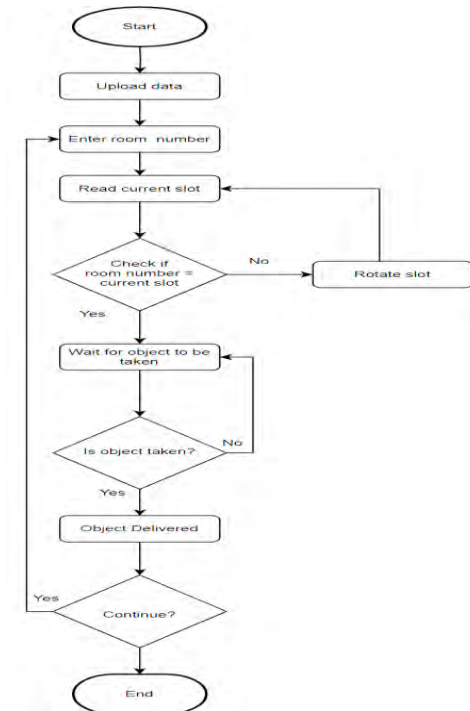 Start
Upload data
Enter room number
Read current slot
Check if
room number =
current slot
No
Rotate slot
Yes
Wait for object to be
taken
Is object taken?
No
Yes
Object Delivered
Yes
Continue?
End